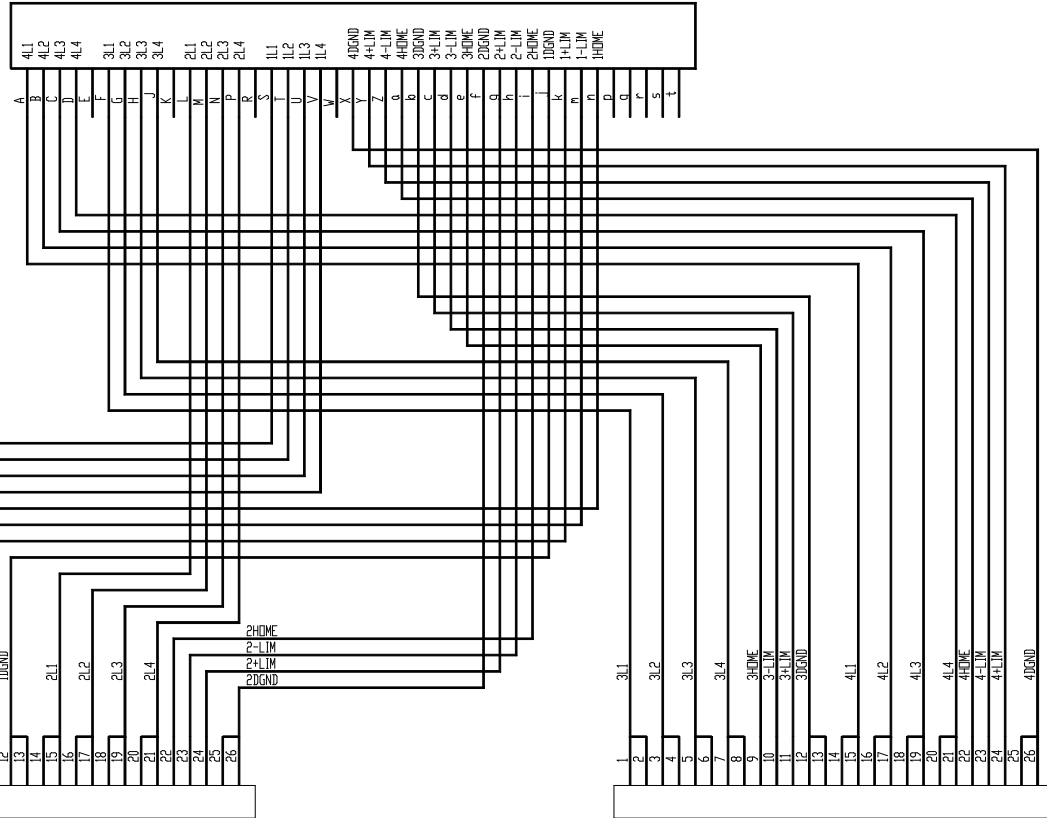 4L1 4L2 4L3 4L4 3L1 3L2 3L3 3L4 2L1 2L2 2L3 2L4 1L1 1L2 1L3 1L4 4DGND 4+LIM 4-LIM 4HOME 3DGND 3+LIM 3-LIM 3HOME 2DGND 2+LIM 2-LIM 2HOME 1DGND 1+LIM 1-LIM 1HOME
A B C D E F G H J K L M N P R S T U V W X Y Z a b c d e f g h i j k m n p q r s t
2HOME
2-LIM
2+LIM
2DGND
1DGND 2L1 2L2 2L3 2L4 3L1 3L2 3L3 3L4 3HOME 3-LIM 3+LIM 3DGND 4L1 4L2 4L3 4L4 4HOME 4-LIM 4+LIM 4DGND
12 13 14 15 16 17 18 19 20 21 22 23 24 25 26 1 2 3 4 5 6 7 8 9 10 11 12 13 14 15 16 17 18 19 20 21 22 23 24 25 26